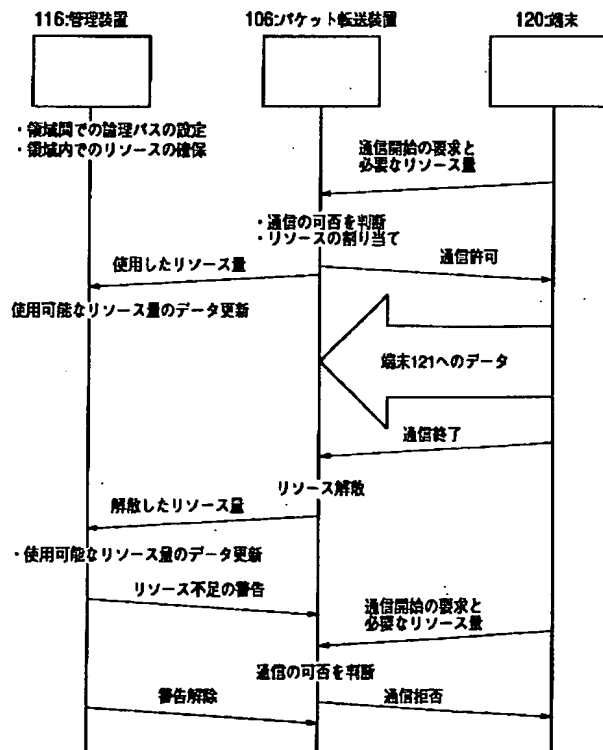 116:管理装置
106:パケット転送装置
120:端末
・領域間での論理パスの設定
・領域内でのリソースの確保
通信開始の要求と
必要なリソース量
・通信の可否を判断
・リソースの割り当て
使用したリソース量
通信許可
使用可能なリソース量のデータ更新
端末121へのデータ
通信終了
リソース解散
解散したリソース量
・使用可能なリソース量のデータ更新
リソース不足の警告
通信開始の要求と
必要なリソース量
通信の可否を判断
警告解除
通信拒否